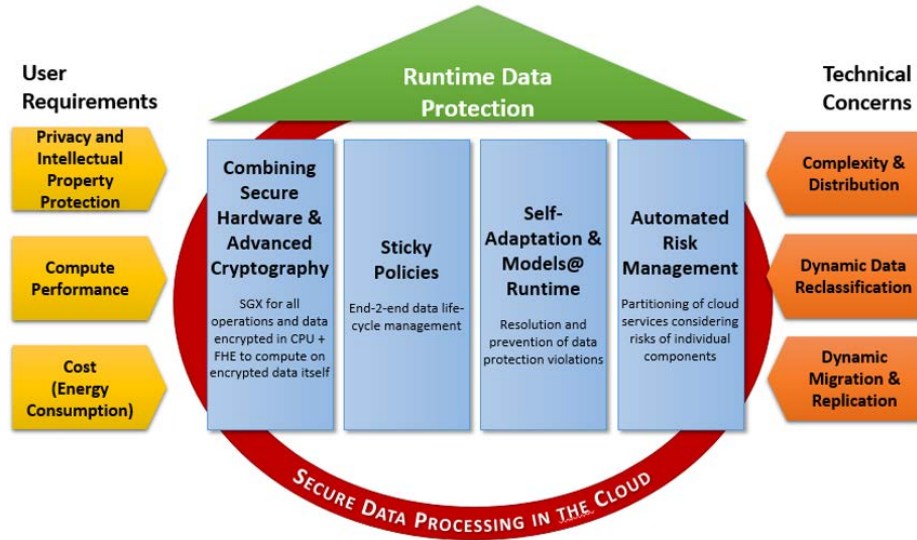 User
Requirements
Privacy and
Intellectual
Property
Protection
Compute
Performance
Cost
(Energy
Consumption)
Runtime Data
Protection
Combining
Secure
Hardware &
Advanced
Cryptography
SGX for all
operations and data
encrypted in CPU +
FHE to compute on
encrypted data itself
Sticky
Policies
End-2-end data life-
cycle management
Self-
Adaptation &
Models@
Runtime
Resolution and
prevention of data
protection violations
Automated
Risk
Management
Partitioning of cloud
services considering
risks of individual
components
Technical
Concerns
Complexity &
Distribution
Dynamic Data
Reclassification
Dynamic
Migration &
Replication
SECURE DATA PROCESSING IN THE CLOUD